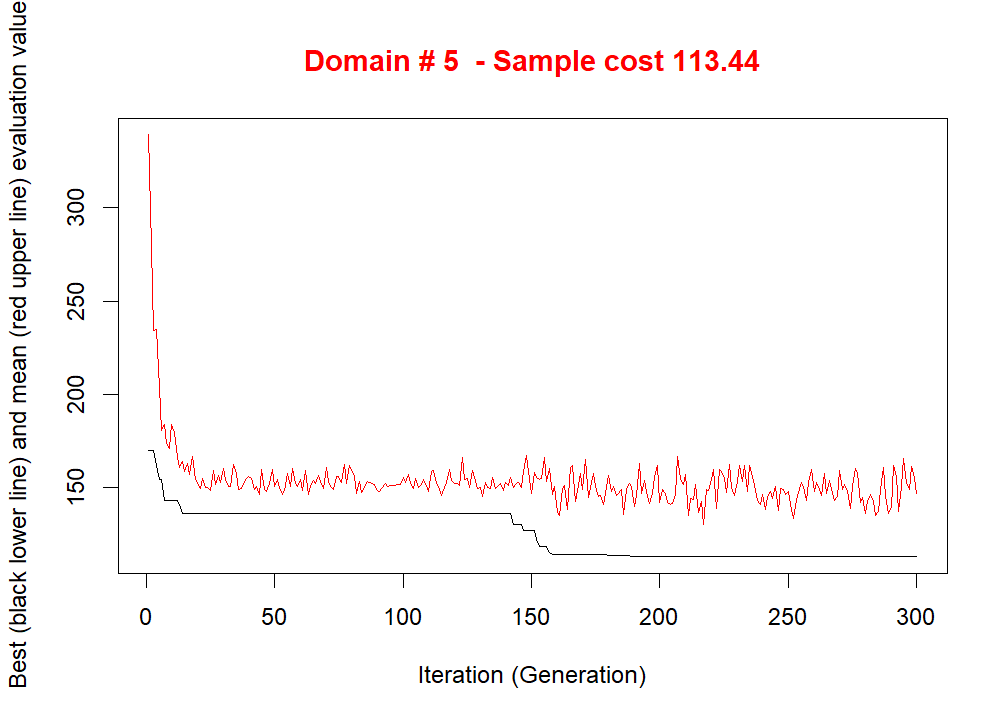 Domain # 5  - Sample cost 113.44
Best (black lower line) and mean (red upper line) evaluation value
300
250
200
150
0 50 100 150 200 250 300
Iteration (Generation)